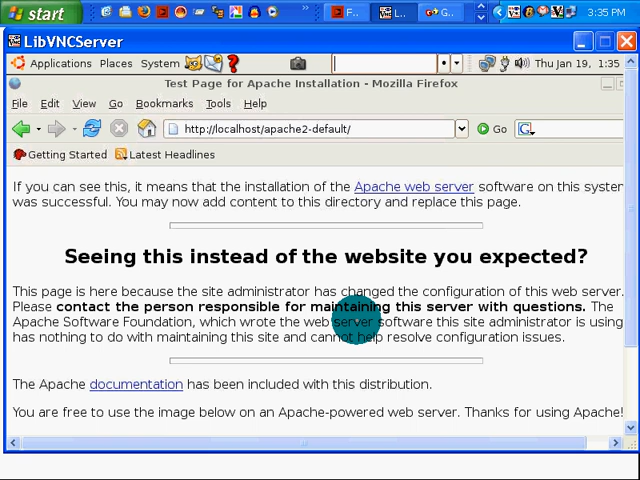 start
F..
L..
G..
3:35 PM
LibVNCServer
Applications Places System
Thu Jan 19, 1:35
Test Page for Apache Installation - Mozilla Firefox
File Edit View Go Bookmarks Tools Help
http://localhost/apache2-default/
Go
G
Getting Started Latest Headlines
If you can see this, it means that the installation of the Apache web server software on this system
was successful. You may now add content to this directory and replace this page.
Seeing this instead of the website you expected?
This page is here because the site administrator has changed the configuration of this web server.
Please contact the person responsible for maintaining this server with questions. The
Apache Software Foundation, which wrote the web server software this site administrator is using
has nothing to do with maintaining this site and cannot help resolve configuration issues.
The Apache documentation has been included with this distribution.
You are free to use the image below on an Apache-powered web server. Thanks for using Apache!